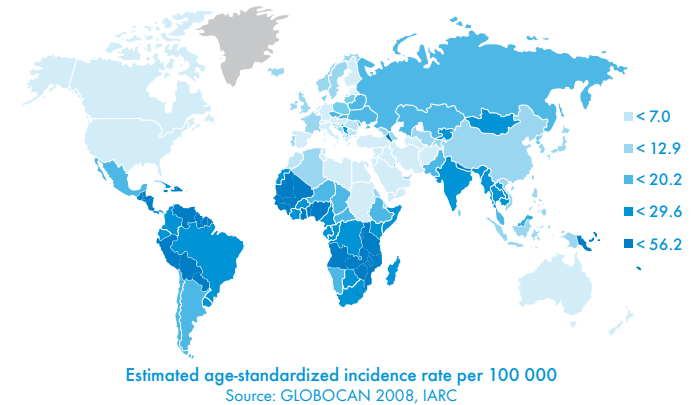 < 7.0
< 12.9
< 20.2
< 29.6
< 56.2
Estimated age-standardized incidence rate per 100 000
Source: GLOBOCAN 2008, IARC